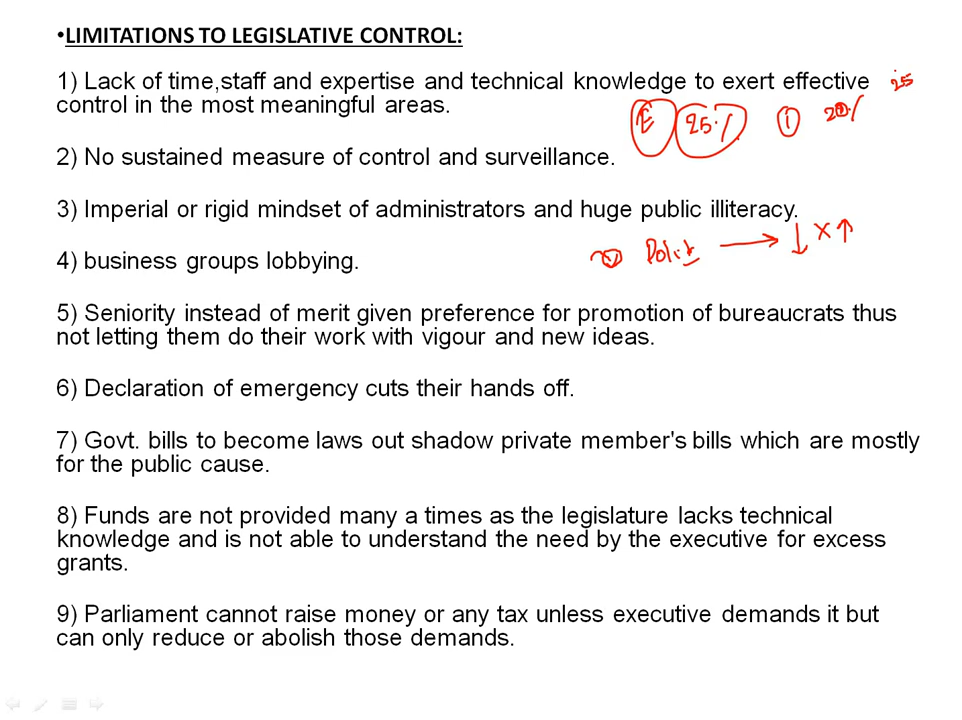 •LIMITATIONS TO LEGISLATIVE CONTROL:
1) Lack of time,staff and expertise and technical knowledge to exert effective
25
control in the most meaningful areas.
E 25% i 20%
2) No sustained measure of control and surveillance.
3) Imperial or rigid mindset of administrators and huge public illiteracy.
4) business groups lobbying.
5) Seniority instead of merit given preference for promotion of bureaucrats thus
not letting them do their work with vigour and new ideas.
6) Declaration of emergency cuts their hands off.
7) Govt. bills to become laws out shadow private member's bills which are mostly
for the public cause.
8) Funds are not provided many a times as the legislature lacks technical
knowledge and is not able to understand the need by the executive for excess
grants.
9) Parliament cannot raise money or any tax unless executive demands it but
can only reduce or abolish those demands.